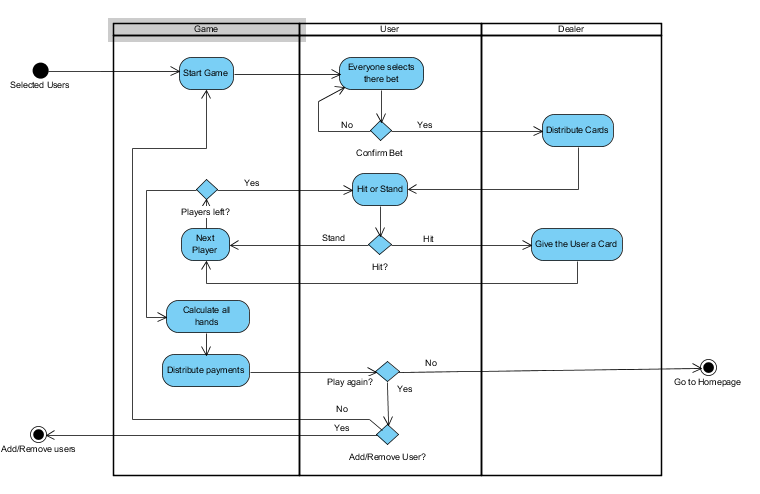 Game
User
Dealer
Selected Users
Start Game
Everyone selects
there bet
No
Yes
Distribute Cards
Confirm Bet
Yes
Hit or Stand
Players left?
Next
Player
Stand
Hit
Give the User a Card
Hit?
Calculate all
hands
Distribute payments
Play again?
No
Yes
Go to Homepage
No
Yes
Add/Remove users
Add/Remove User?